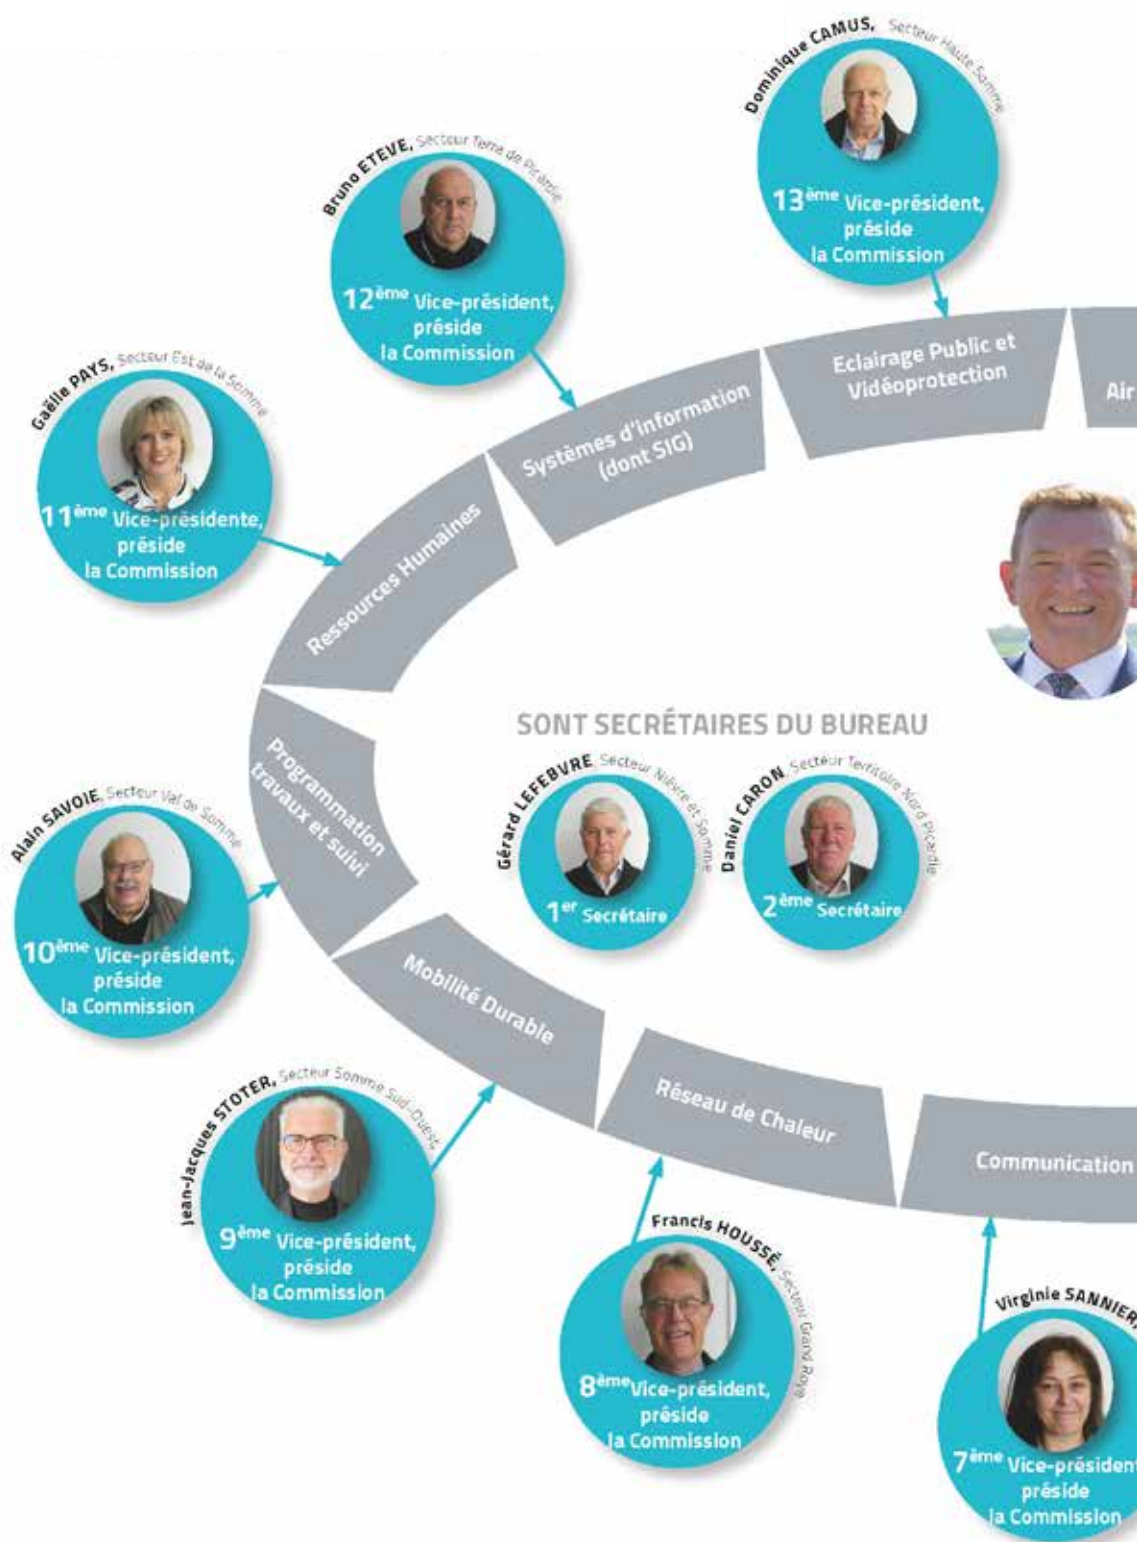 Dominique CAMUS, Secteur Haute Somme
13ème Vice-président,
préside
la Commission
Bruno ETEVE, Secteur Terre de Picardie
12ème Vice-président,
préside
la Commission
Gaëlle PAYS, Secteur Est de la Somme
11ème Vice-présidente,
préside
la Commission
Eclairage Public et
Vidéoprotection
Air
Systèmes d'information
(dont SIG)
Ressources Humaines
Programmation
travaux et suivi
SONT SECRÉTAIRES DU BUREAU
Gérard LEFEBVRE, Secteur Nièvre et Somme
1er Secrétaire
Daniel CARON, Secteur Territoire Nord Picardie
2ème Secrétaire
Alain SAVOIE, Secteur Val de Somme
10ème Vice-président,
préside
la Commission
Mobilité Durable
Réseau de Chaleur
Communication
Jean-Jacques STOTER, Secteur Somme Sud-Ouest,
9ème Vice-président,
préside
la Commission
Francis HOUSSÉ, Secteur Grand Roye
8ème Vice-président,
préside
la Commission
Virginie SANNIER,
7ème Vice-président
préside
la Commission